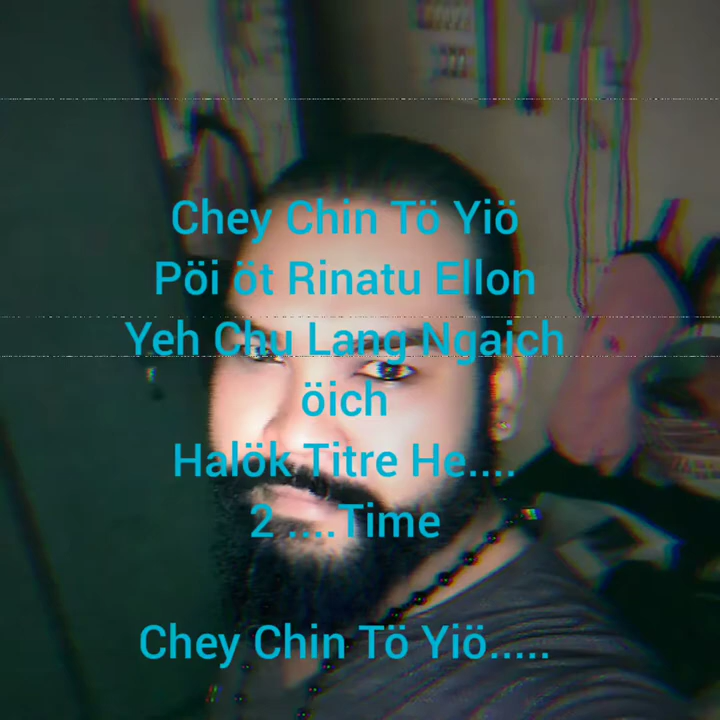 Chey Chin Tö Yiö
Pöi öt Rinatu Ellon
Yeh Chu Lang Ngaich
öich
Halök Titre He....
2 ....Time
Chey Chin Tö Yiö.....